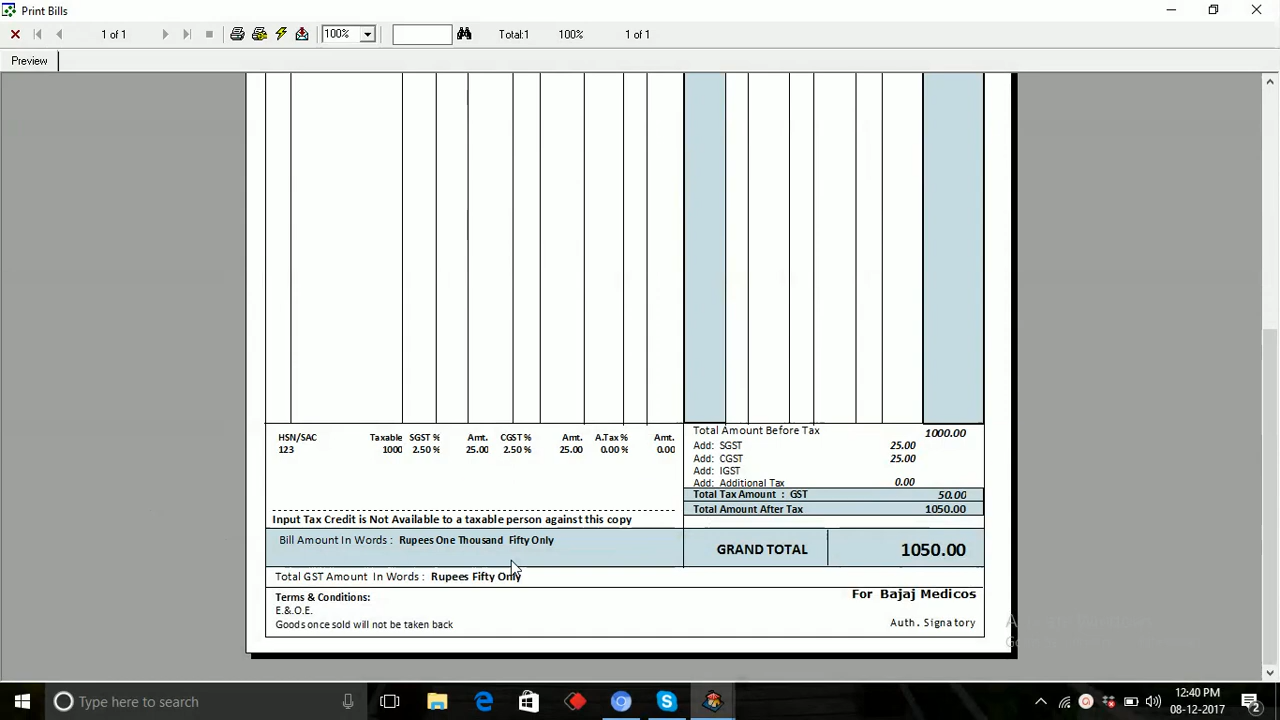 Print Bills
1 of 1
100%
Total:1
100%
1 of 1
Preview
HSN/SAC Taxable SGST % Amt. CGST % Amt. A.Tax % Amt.
123 1000 2.50 % 25.00 2.50 % 25.00 0.00 % 0.00
Total Amount Before Tax 1000.00
Add: SGST 25.00
Add: CGST 25.00
Add: IGST
Add: Additional Tax 0.00
Total Tax Amount : GST 50.00
Total Amount After Tax 1050.00
Input Tax Credit is Not Available to a taxable person against this copy
Bill Amount In Words : Rupees One Thousand Fifty Only
GRAND TOTAL 1050.00
Total GST Amount In Words : Rupees Fifty Only
Terms & Conditions:
E.&.O.E.
Goods once sold will not be taken back
For Bajaj Medicos
Auth. Signatory
Type here to search
12:40 PM
08-12-2017
2